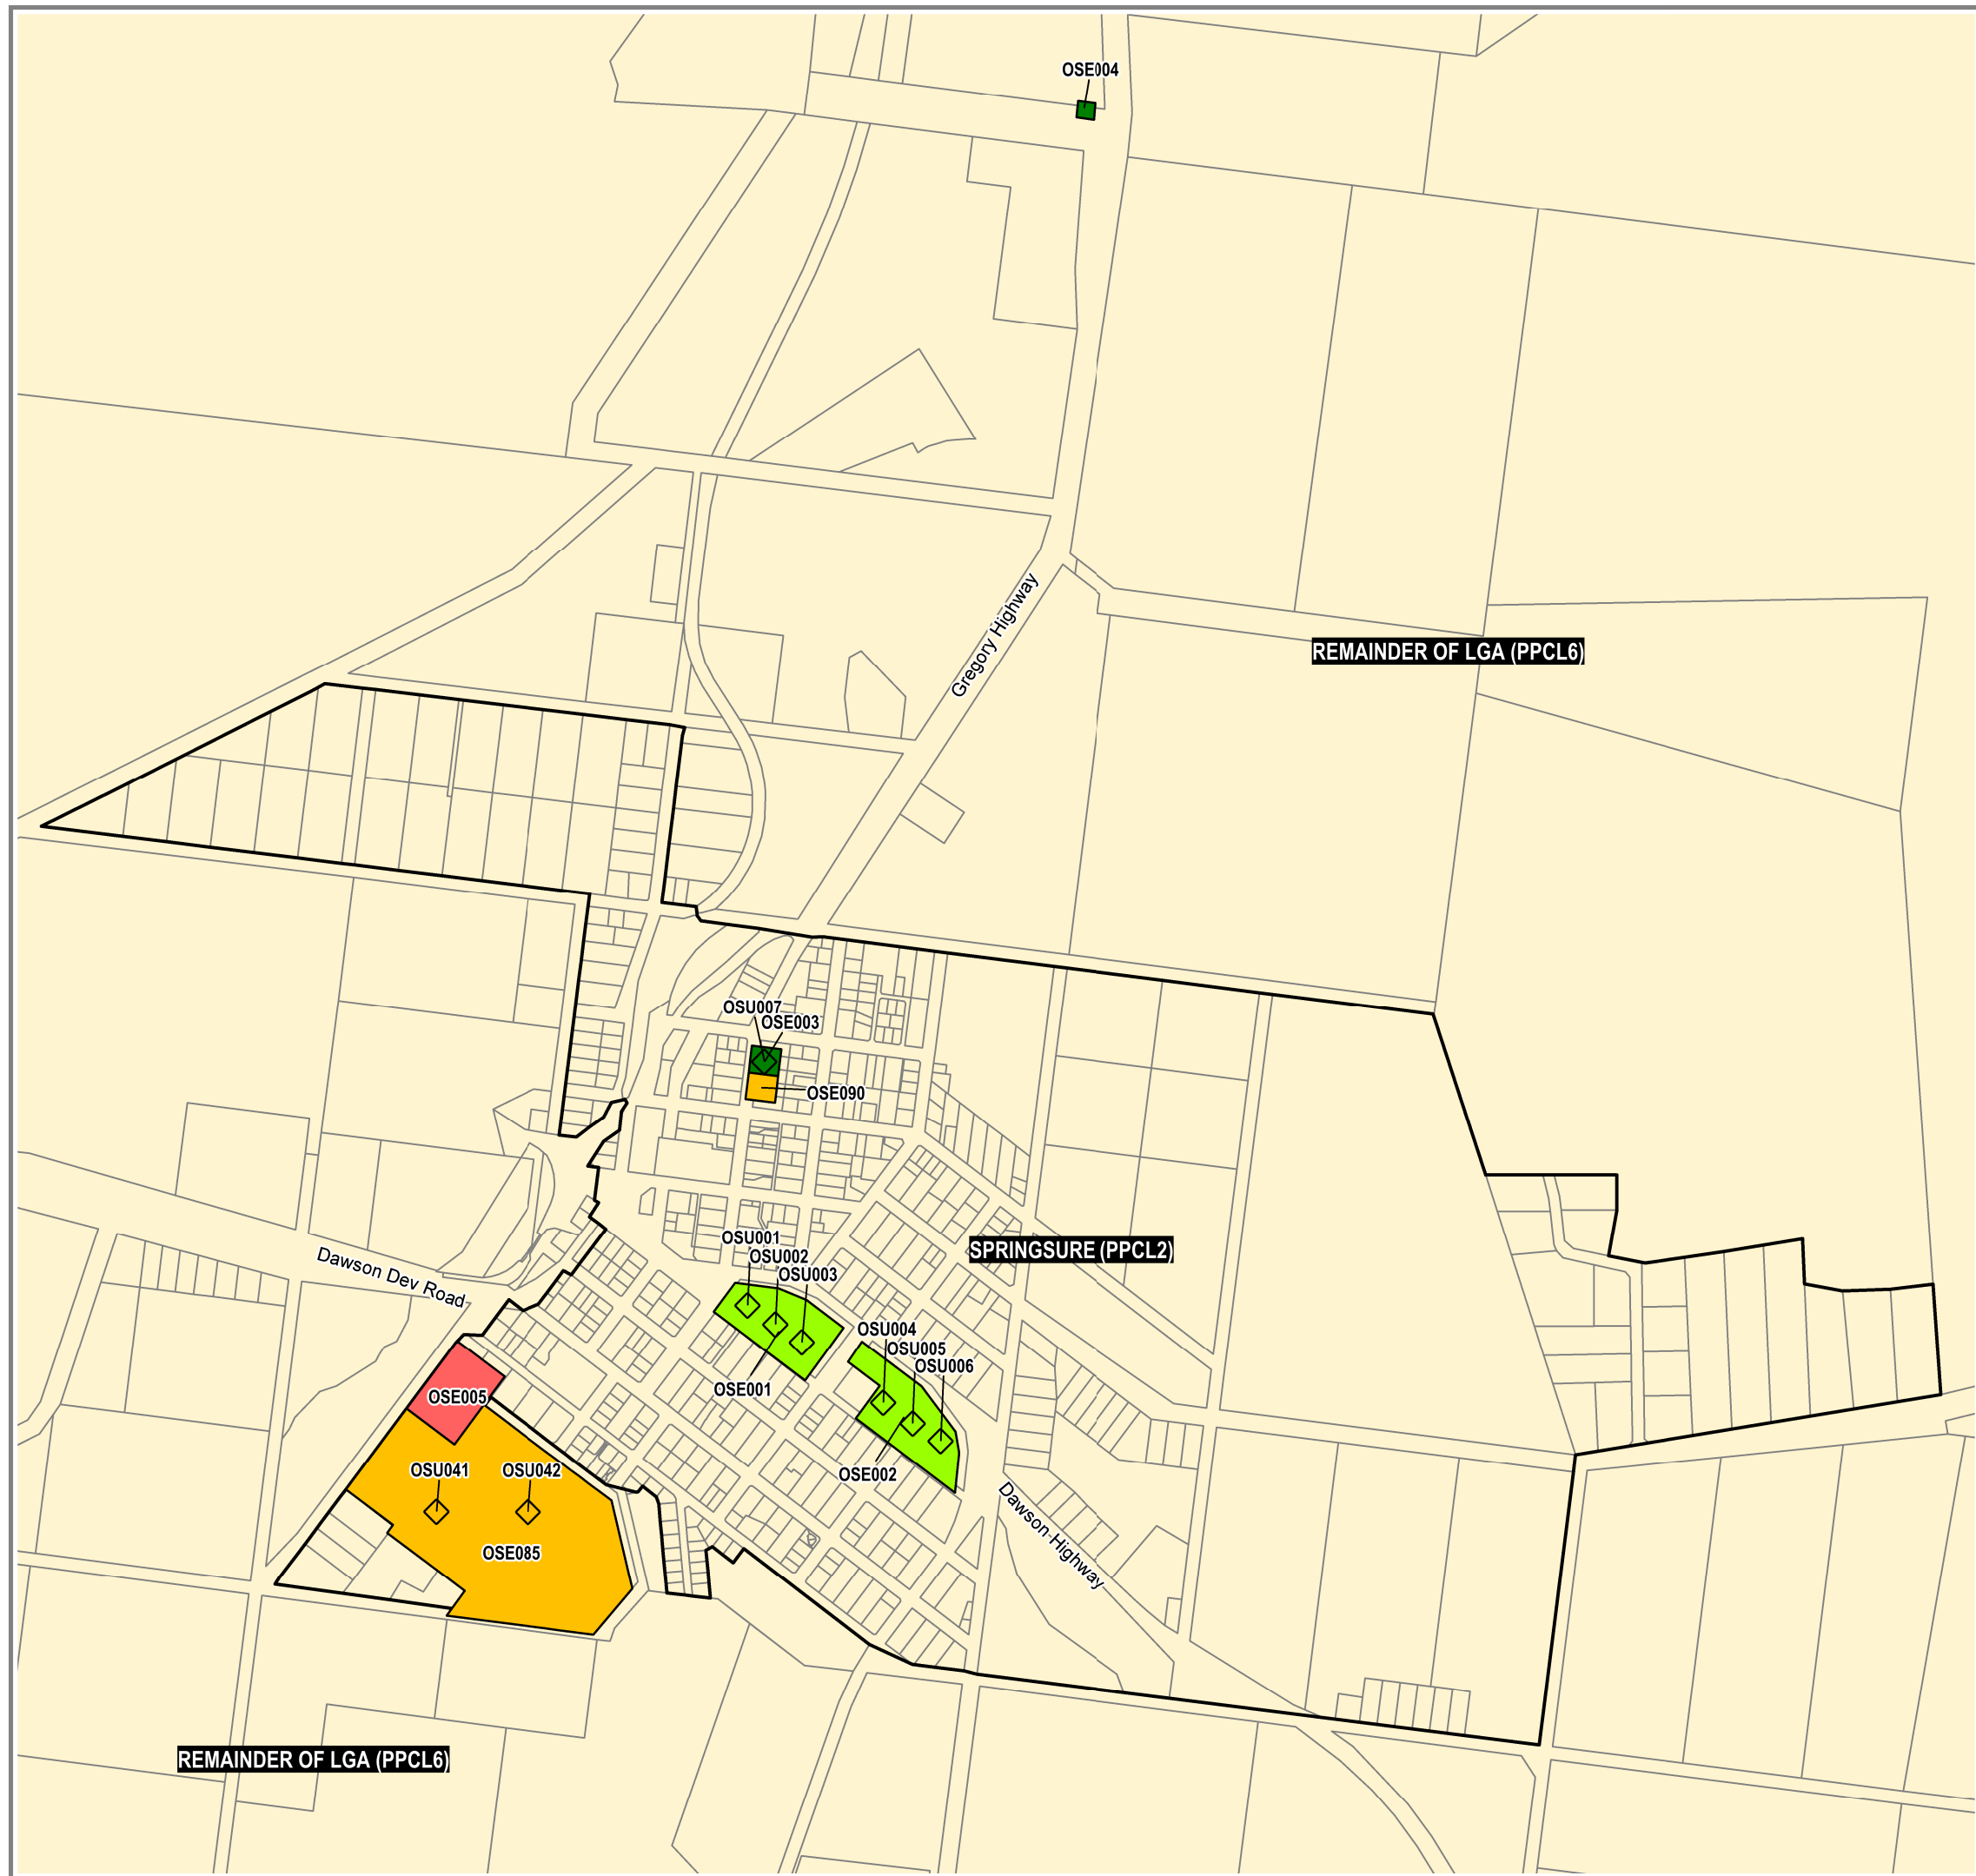 OSE004
Gregory Highway
REMAINDER OF LGA (PPCL6)
OSU007
OSE003
OSE090
OSU001
SPRINGSURE (PPCL2)
OSU002
OSU003
Dawson Dev Road
OSU004
OSU005
OSU006
OSE001
OSE005
OSU041
OSU042
OSE002
Dawson Highway
OSE085
REMAINDER OF LGA (PPCL6)